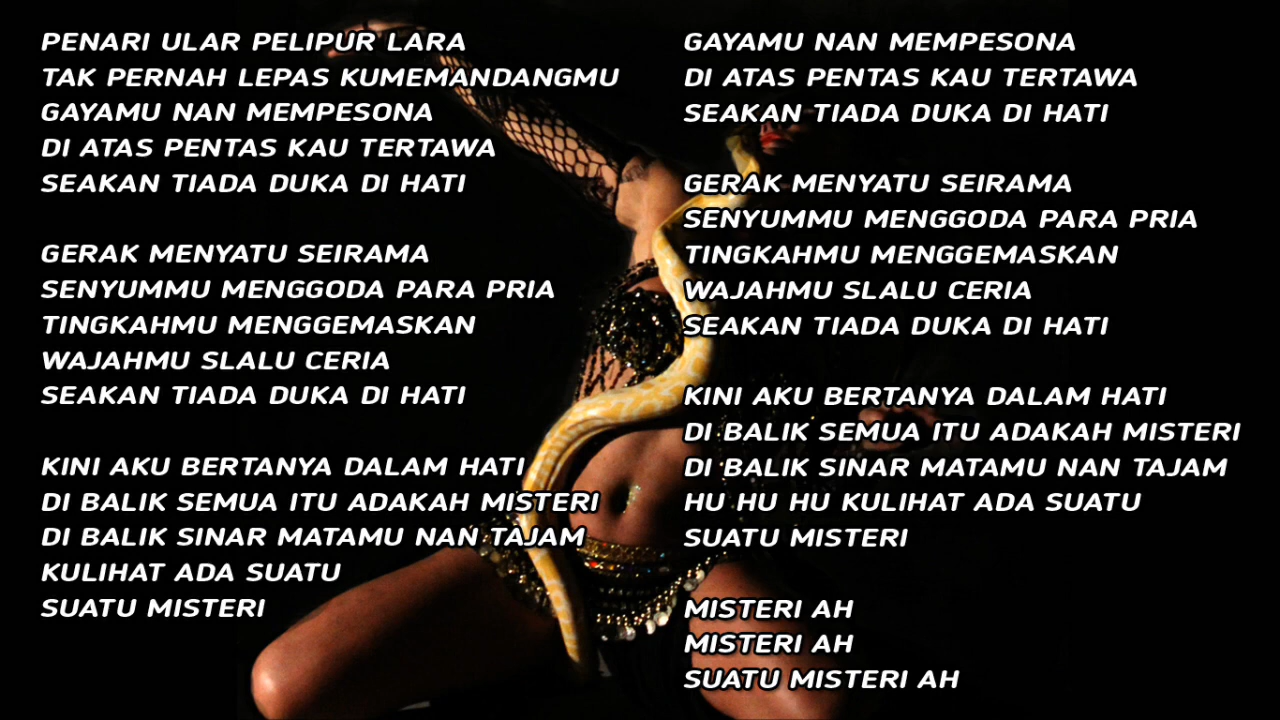 PENARI ULAR PELIPUR LARA
TAK PERNAH LEPAS KUMEMANDANGMU
GAYAMU NAN MEMPESONA
DI ATAS PENTAS KAU TERTAWA
SEAKAN TIADA DUKA DI HATI
GERAK MENYATU SEIRAMA
SENYUMMU MENGGODA PARA PRIA
TINGKAHMU MENGGEMASKAN
WAJAHMU SLALU CERIA
SEAKAN TIADA DUKA DI HATI
KINI AKU BERTANYA DALAM HATI
DI BALIK SEMUA ITU ADAKAH MISTERI
DI BALIK SINAR MATAMU NAN TAJAM
KULIHAT ADA SUATU
SUATU MISTERI
GAYAMU NAN MEMPESONA
DI ATAS PENTAS KAU TERTAWA
SEAKAN TIADA DUKA DI HATI
GERAK MENYATU SEIRAMA
SENYUMMU MENGGODA PARA PRIA
TINGKAHMU MENGGEMASKAN
WAJAHMU SLALU CERIA
SEAKAN TIADA DUKA DI HATI
KINI AKU BERTANYA DALAM HATI
DI BALIK SEMUA ITU ADAKAH MISTERI
DI BALIK SINAR MATAMU NAN TAJAM
HU HU HU KULIHAT ADA SUATU
SUATU MISTERI
MISTERI AH
MISTERI AH
SUATU MISTERI AH